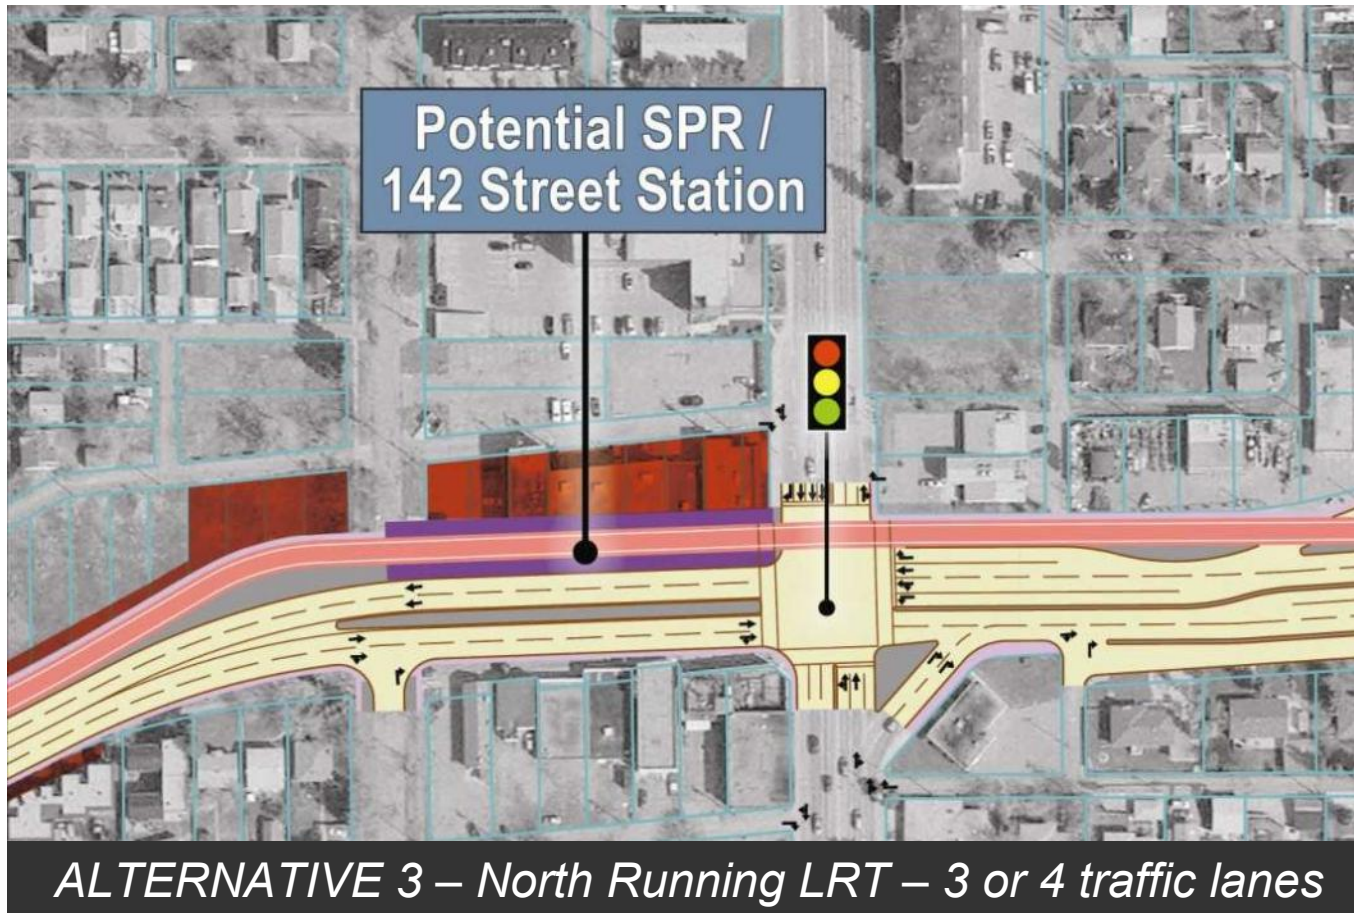 Potential SPR /
142 Street Station
ALTERNATIVE 3 – North Running LRT – 3 or 4 traffic lanes